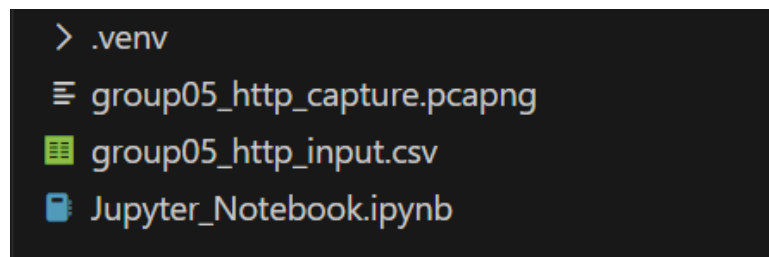 .venv
group05_http_capture.pcapng
group05_http_input.csv
Jupyter_Notebook.ipynb